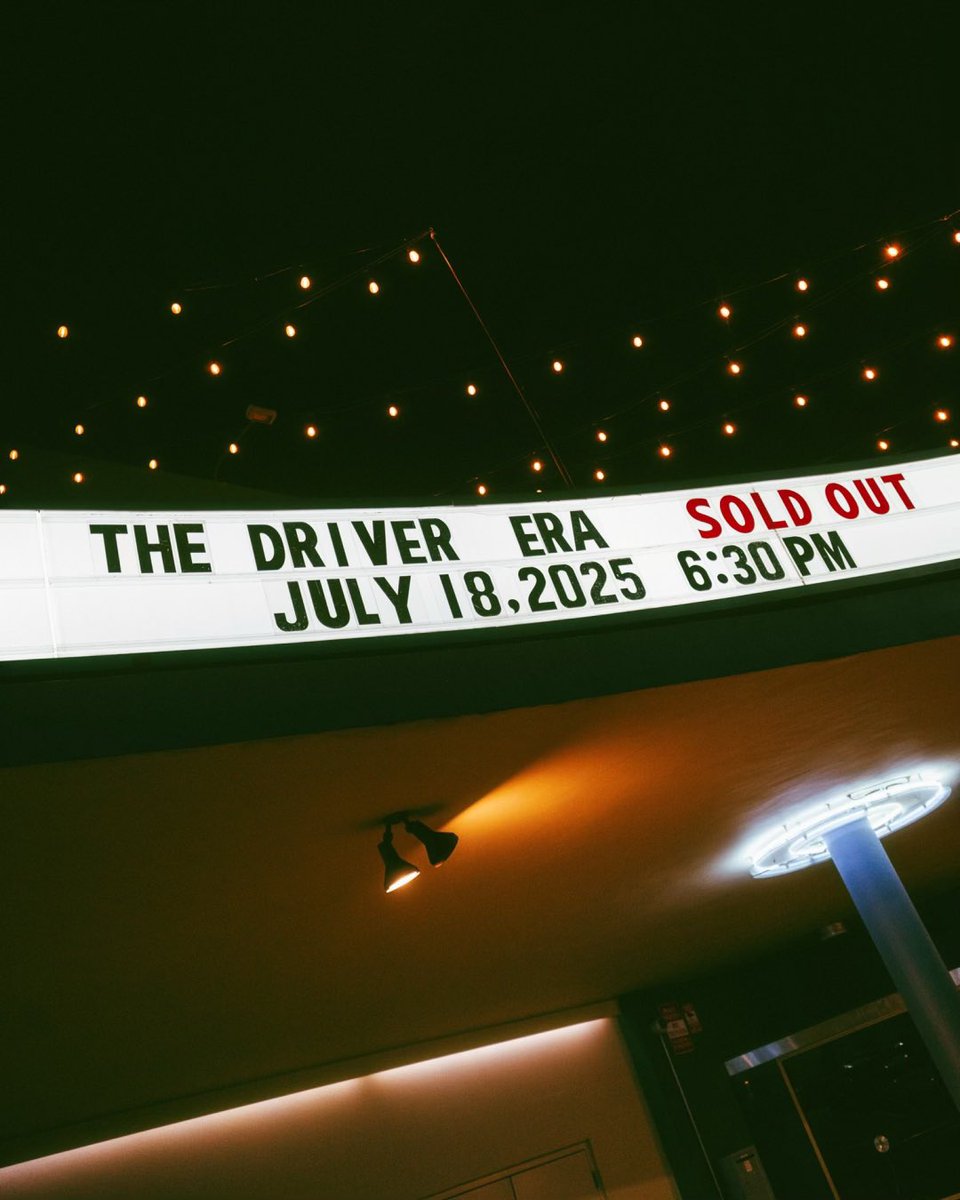 THE DRIVER ERA SOLD OUT
JULY 18,2025 6:30 PM